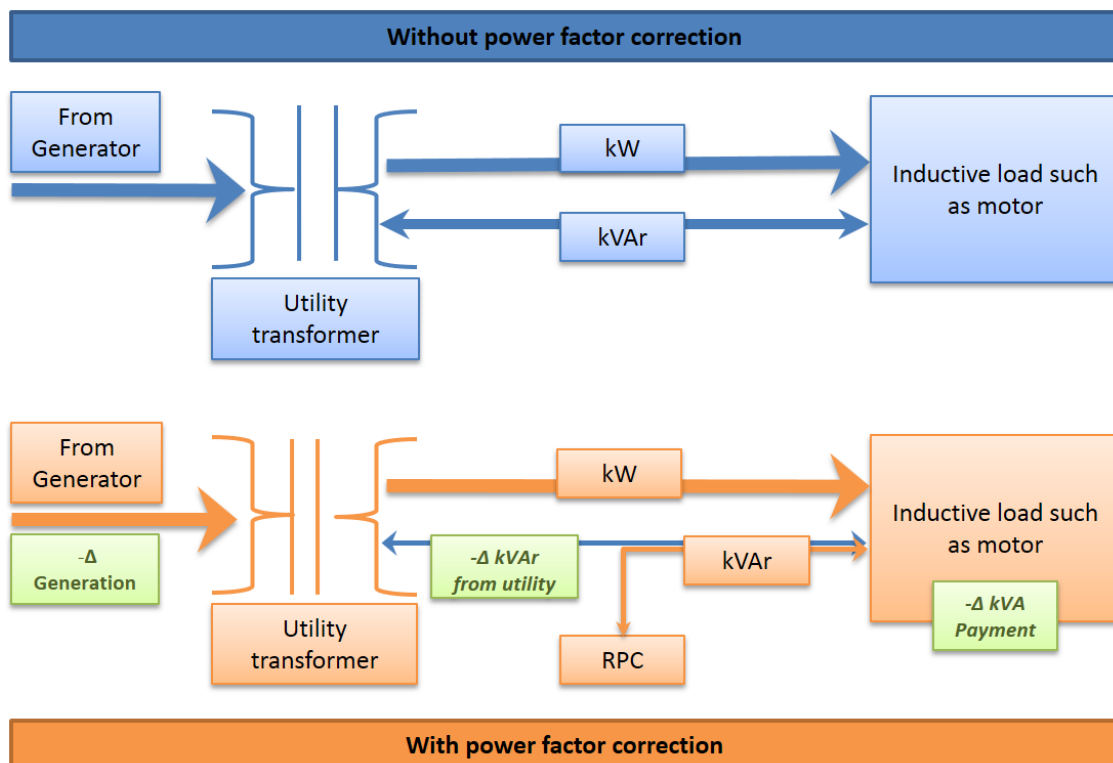 Without power factor correction
From
Generator
kW
Inductive load such
as motor
kVAr
Utility
transformer
From
Generator
kW
Inductive load such
as motor
-Δ
Generation
-Δ kVAr
from utility
kVAr
-Δ kVA
Payment
Utility
transformer
RPC
With power factor correction